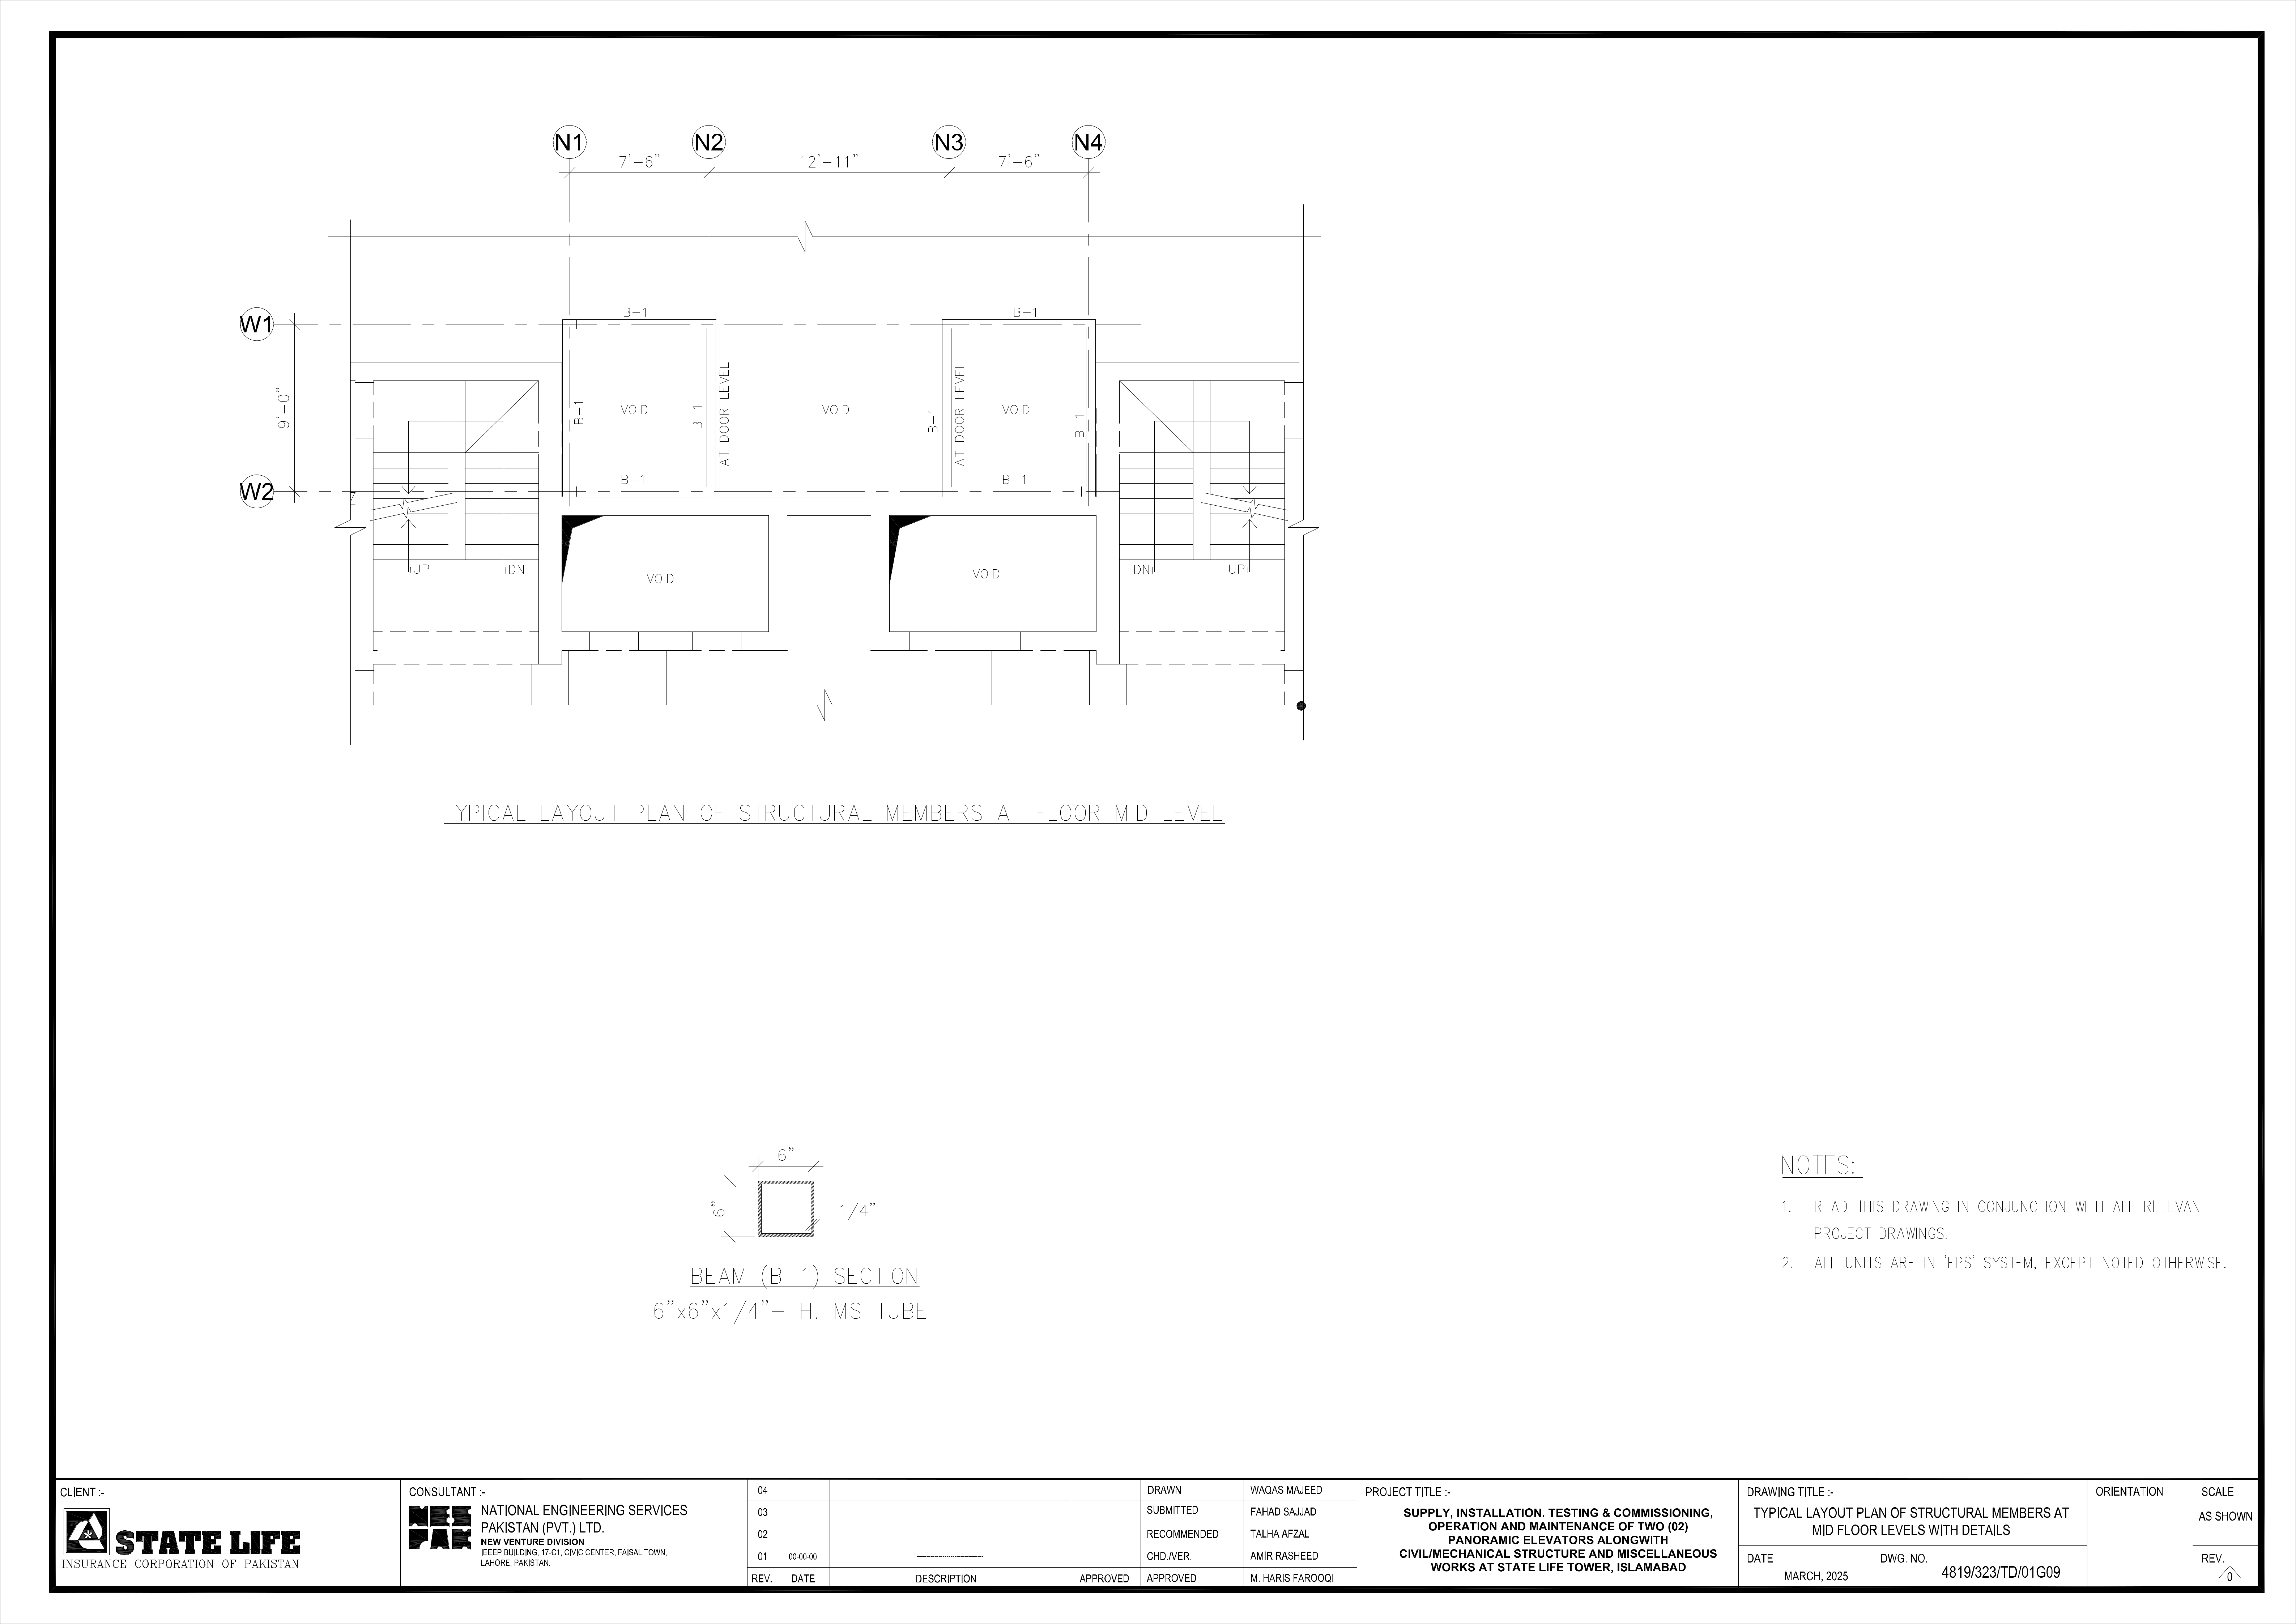 N1 N2 N3 N4
7'-6" 12'-11" 7'-6"
W1
B-1 B-1
9'-0"
B-1 VOID B-1 AT DOOR LEVEL VOID B-1 AT DOOR LEVEL VOID B-1
B-1 B-1
W2
UP DN DN UP
VOID VOID
TYPICAL LAYOUT PLAN OF STRUCTURAL MEMBERS AT FLOOR MID LEVEL
6"
6"
1/4"
BEAM (B-1) SECTION
6"x6"x1/4"-TH. MS TUBE
NOTES:
1. READ THIS DRAWING IN CONJUNCTION WITH ALL RELEVANT
PROJECT DRAWINGS.
2. ALL UNITS ARE IN 'FPS' SYSTEM, EXCEPT NOTED OTHERWISE.
CLIENT :-
STATE LIFE
INSURANCE CORPORATION OF PAKISTAN
CONSULTANT :-
NES
PAK
NATIONAL ENGINEERING SERVICES
PAKISTAN (PVT.) LTD.
NEW VENTURE DIVISION
IEEEP BUILDING, 17-C1, CIVIC CENTER, FAISAL TOWN,
LAHORE, PAKISTAN.
04
03
02
01 00-00-00
REV. DATE DESCRIPTION APPROVED
DRAWN WAQAS MAJEED
SUBMITTED FAHAD SAJJAD
RECOMMENDED TALHA AFZAL
CHD./VER. AMIR RASHEED
APPROVED M. HARIS FAROOQI
PROJECT TITLE :-
SUPPLY, INSTALLATION. TESTING & COMMISSIONING,
OPERATION AND MAINTENANCE OF TWO (02)
PANORAMIC ELEVATORS ALONGWITH
CIVIL/MECHANICAL STRUCTURE AND MISCELLANEOUS
WORKS AT STATE LIFE TOWER, ISLAMABAD
DRAWING TITLE :-
TYPICAL LAYOUT PLAN OF STRUCTURAL MEMBERS AT
MID FLOOR LEVELS WITH DETAILS
DATE
MARCH, 2025
DWG. NO.
4819/323/TD/01G09
ORIENTATION
SCALE
AS SHOWN
REV.
0